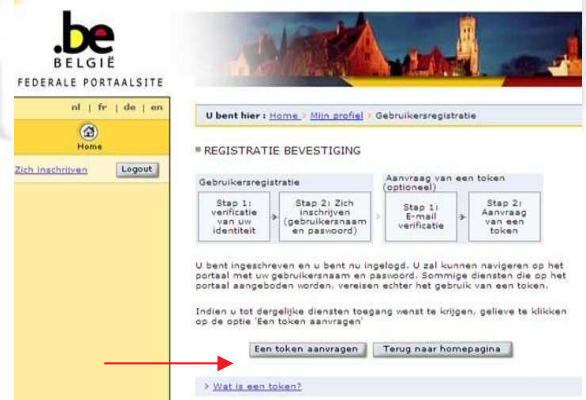 .be
BELGIË
FEDERALE PORTAALSITE
nl | fr | de | en
Home
Zich inschrijven
Logout
U bent hier : Home > Mijn profiel > Gebruikersregistratie
REGISTRATIE BEVESTIGING
Gebruikersregistratie
Stap 1:
verificatie
van uw
identiteit
Stap 2: Zich
inschrijven
(gebruikersnaam
en paswoord)
Aanvraag van een token
(optioneel)
Stap 1:
E-mail
verificatie
Stap 2:
Aanvraag
van een
token
U bent ingeschreven en u bent nu ingelogd. U zal kunnen navigeren op het
portaal met uw gebruikersnaam en paswoord. Sommige diensten die op het
portaal aangeboden worden, vereisen echter het gebruik van een token.
Indien u tot dergelijke diensten toegang wenst te krijgen, gelieve te klikken
op de optie 'Een token aanvragen'
Een token aanvragen
Terug naar homepagina
> Wat is een token?